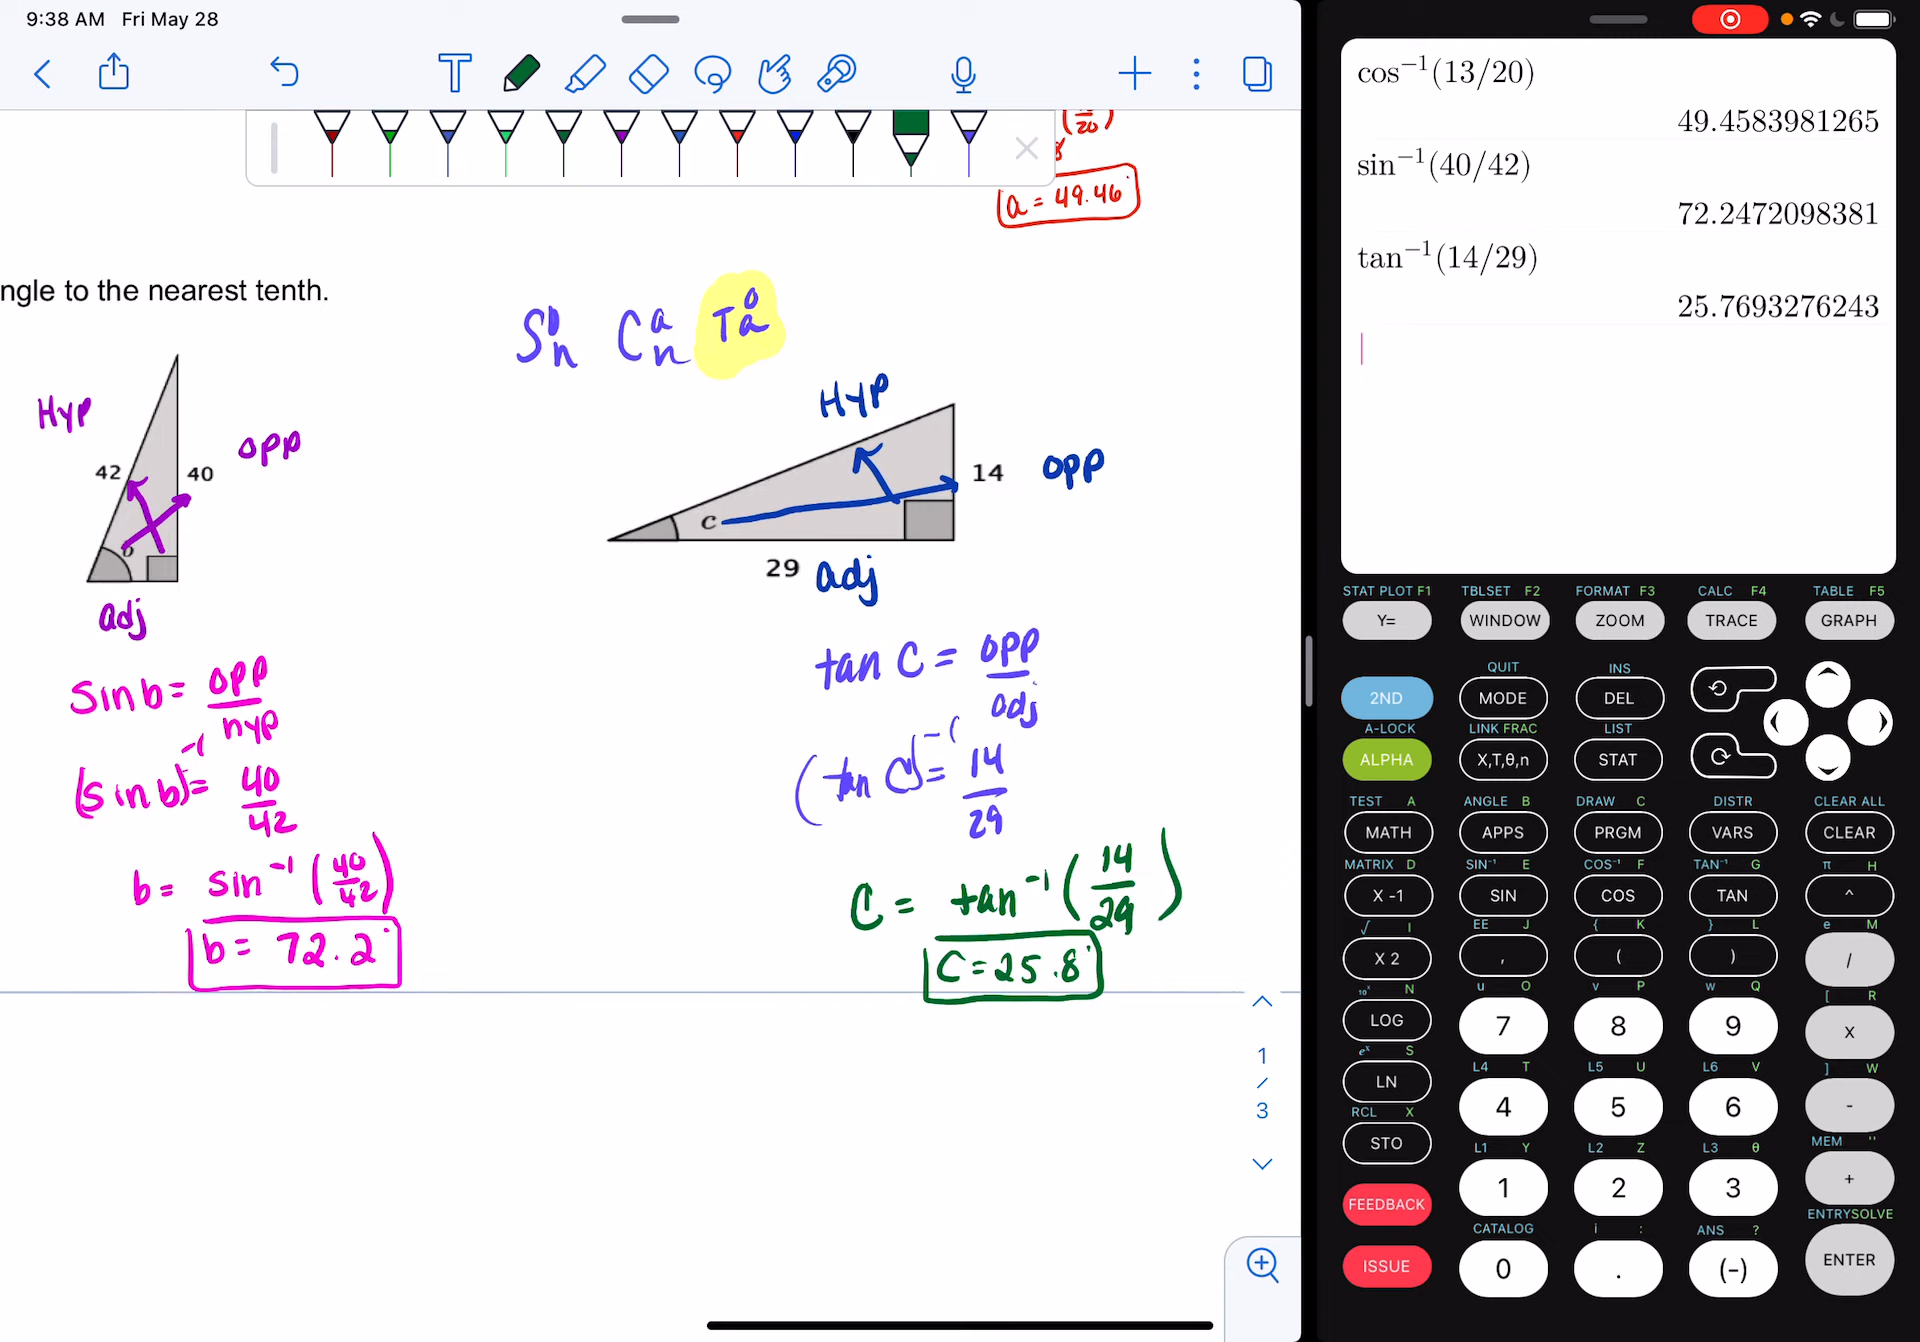 9:38 AM Fri May 28
(20)
a = 49.46°
ngle to the nearest tenth.
S o h C a h T o a
Hyp
opp
42
40
b
adj
Hyp
14
opp
C
29
adj
Sin b = opp
hyp
(sin b)⁻¹ = 40
42
b = sin⁻¹ (40/42)
b = 72.2°
tan C = opp
adj
(tan C)⁻¹ = 14
29
C = tan⁻¹ (14/29)
C = 25.8°
1
/
3
cos⁻¹(13/20)
49.4583981265
sin⁻¹(40/42)
72.2472098381
tan⁻¹(14/29)
25.7693276243
STAT PLOT F1 TBLSET F2 FORMAT F3 CALC F4 TABLE F5
Y= WINDOW ZOOM TRACE GRAPH
QUIT INS
2ND MODE DEL
A-LOCK LINK FRAC LIST
ALPHA X,T,θ,n STAT
TEST A ANGLE B DRAW C DISTR CLEAR ALL
MATH APPS PRGM VARS CLEAR
MATRIX D SIN⁻¹ E COS⁻¹ F TAN⁻¹ G π H
X -1 SIN COS TAN ^
√ I EE J { K } L e M
X 2 , ( ) /
10ˣ N u O v P w Q [ R
LOG 7 8 9 x
eˣ S L4 T L5 U L6 V ] W
LN 4 5 6 -
RCL X L1 Y L2 Z L3 θ MEM "
STO 1 2 3 +
FEEDBACK
CATALOG i : ANS ? ENTRYSOLVE
ISSUE 0 . (-) ENTER